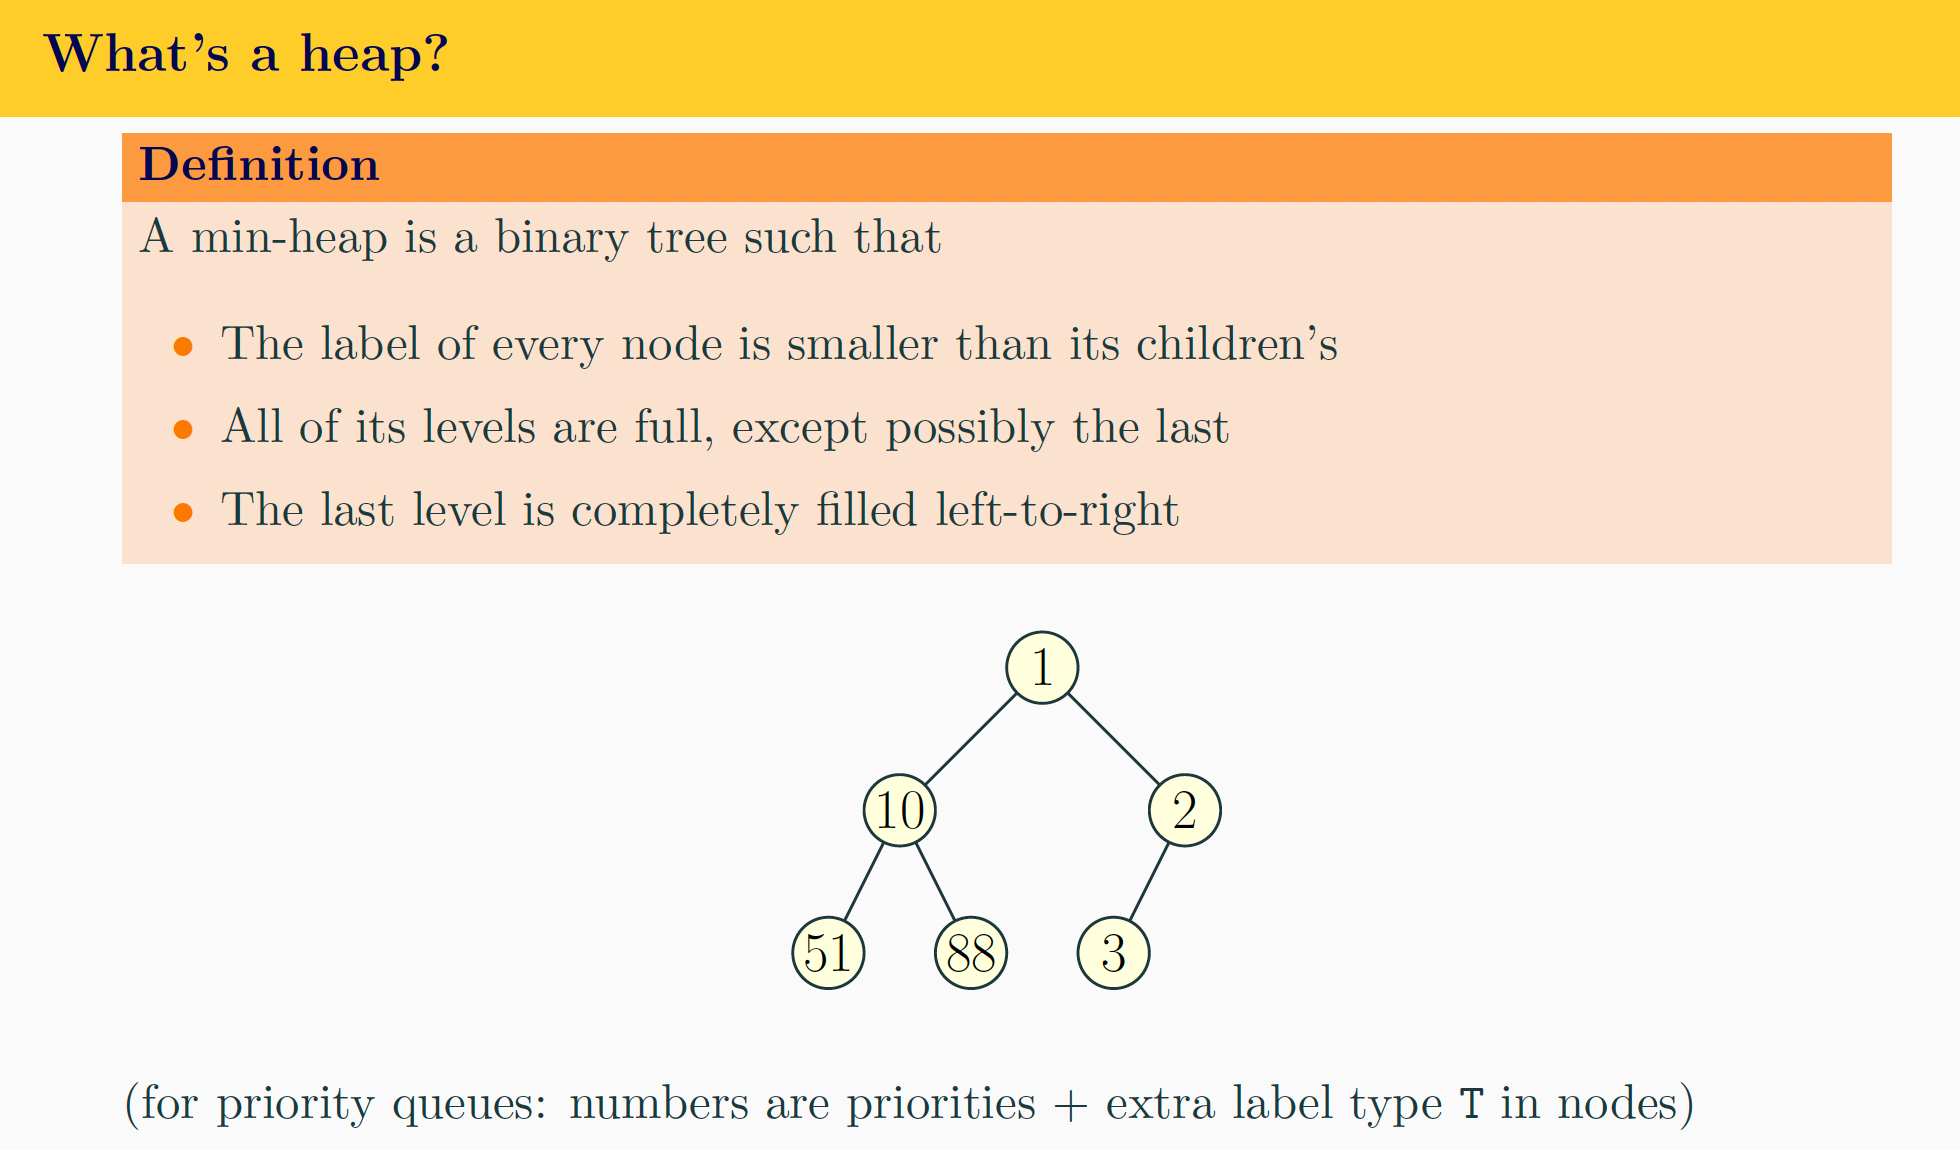 What's a heap?
Definition
A min-heap is a binary tree such that
• The label of every node is smaller than its children's
• All of its levels are full, except possibly the last
• The last level is completely filled left-to-right
1
10 2
51 88 3
(for priority queues: numbers are priorities + extra label type T in nodes)